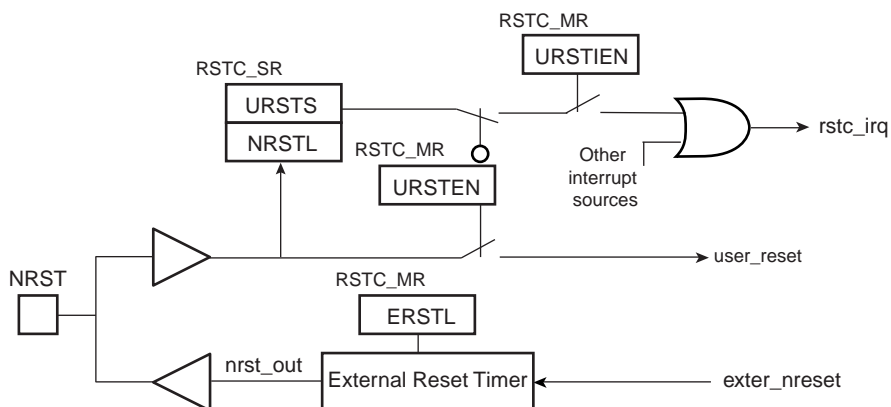 RSTC_MR
URSTIEN
RSTC_SR
URSTS
NRSTL
rstc_irq
RSTC_MR
URSTEN
Other
interrupt
sources
user_reset
NRST
RSTC_MR
ERSTL
nrst_out
External Reset Timer
exter_nreset